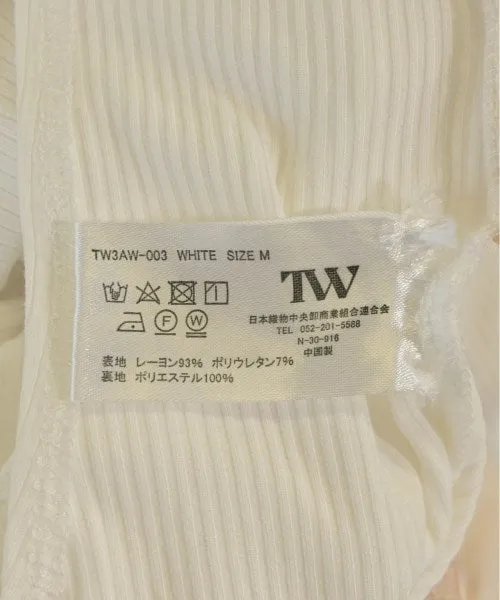 TW3AW-003 WHITE SIZE M
TW
日本織物中央卸商業組合連合会
TEL 052-201-5588
N-30-916
中国製
F
W
表地 レーヨン93% ポリウレタン7%
裏地 ポリエステル100%